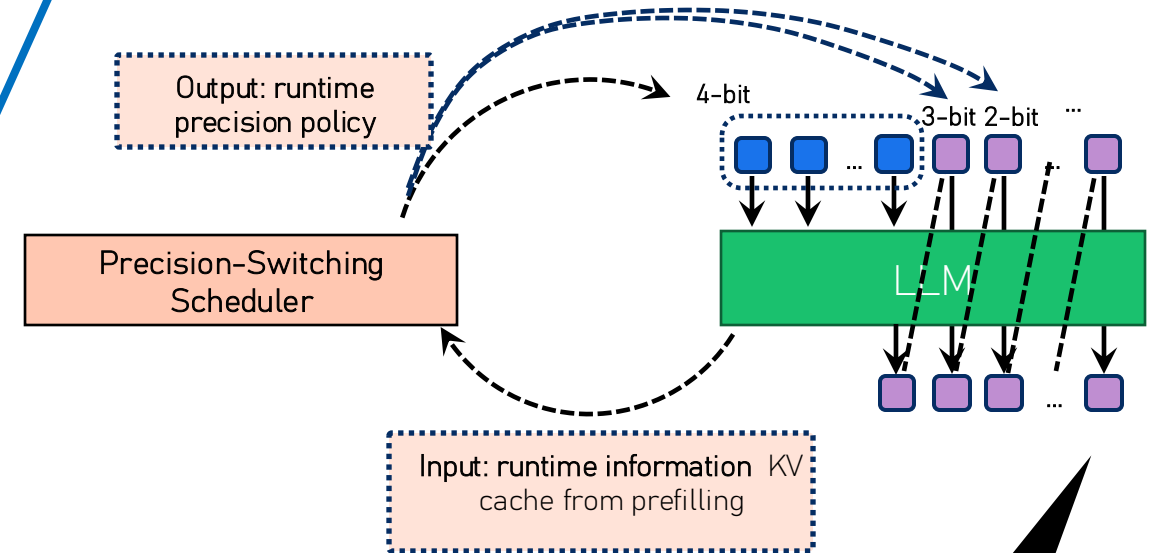 Output: runtime
precision policy
4-bit
3-bit 2-bit ...
...
...
Precision-Switching
Scheduler
LLM
...
Input: runtime information KV
cache from prefilling